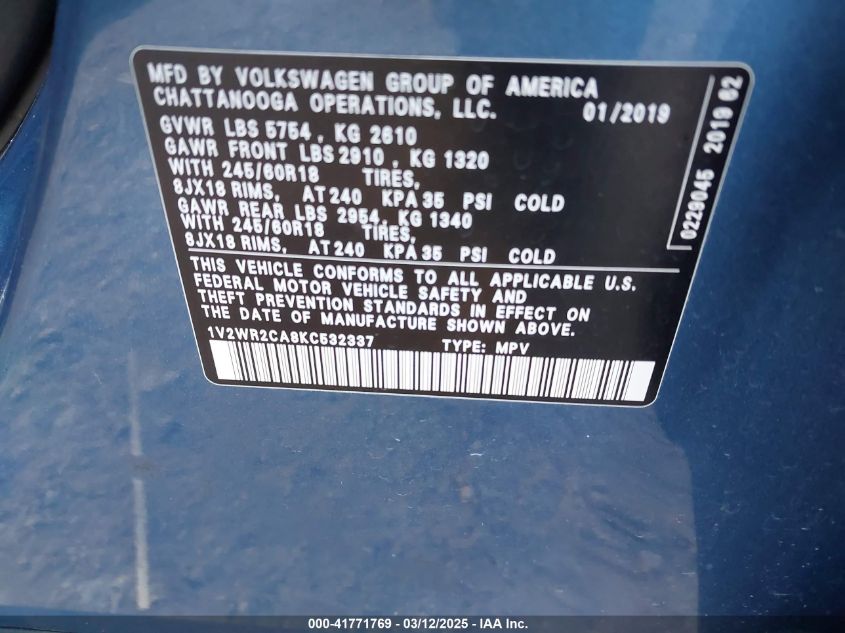 MFD BY VOLKSWAGEN GROUP OF AMERICA
CHATTANOOGA OPERATIONS, LLC. 01/2019
GVWR LBS 5754 , KG 2610
GAWR FRONT LBS 2910 , KG 1320
WITH 245/60R18 TIRES,
8JX18 RIMS, AT 240 KPA 35 PSI COLD
GAWR REAR LBS 2954, KG 1340
WITH 245/60R18 TIRES,
8JX18 RIMS, AT 240 KPA 35 PSI COLD
THIS VEHICLE CONFORMS TO ALL APPLICABLE U.S.
FEDERAL MOTOR VEHICLE SAFETY AND
THEFT PREVENTION STANDARDS IN EFFECT ON
THE DATE OF MANUFACTURE SHOWN ABOVE.
1V2WR2CA8KC532337 TYPE: MPV
0229045 2019 02
000-41771769 - 03/12/2025 - IAA Inc.